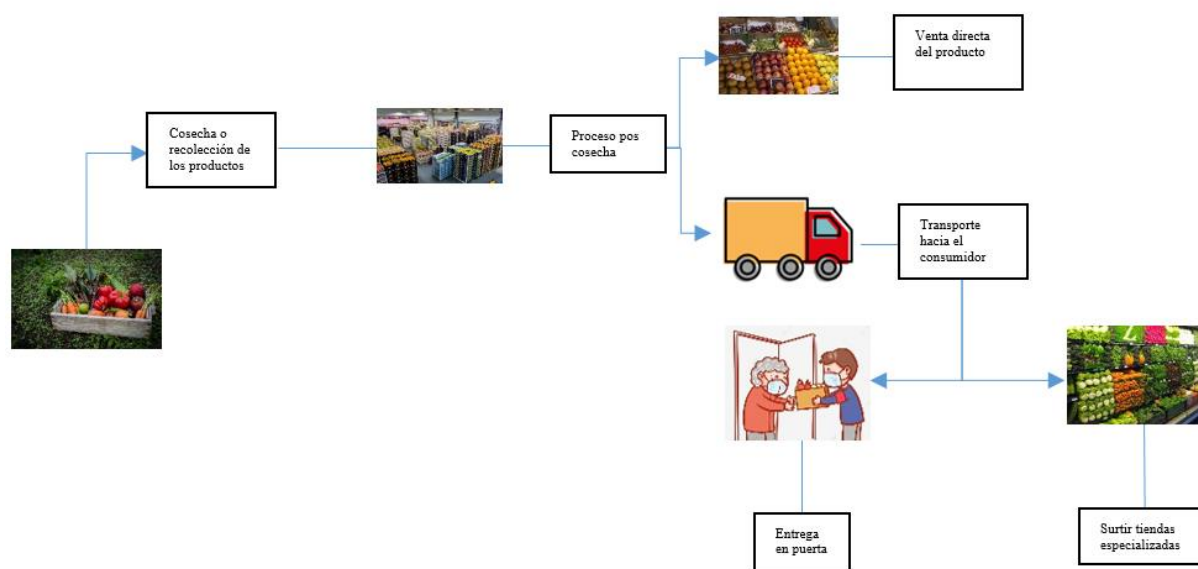 Cosecha o
recolección de
los productos
Proceso pos
cosecha
Venta directa
del producto
Transporte
hacia el
consumidor
Entrega
en puerta
Surtir tiendas
especializadas